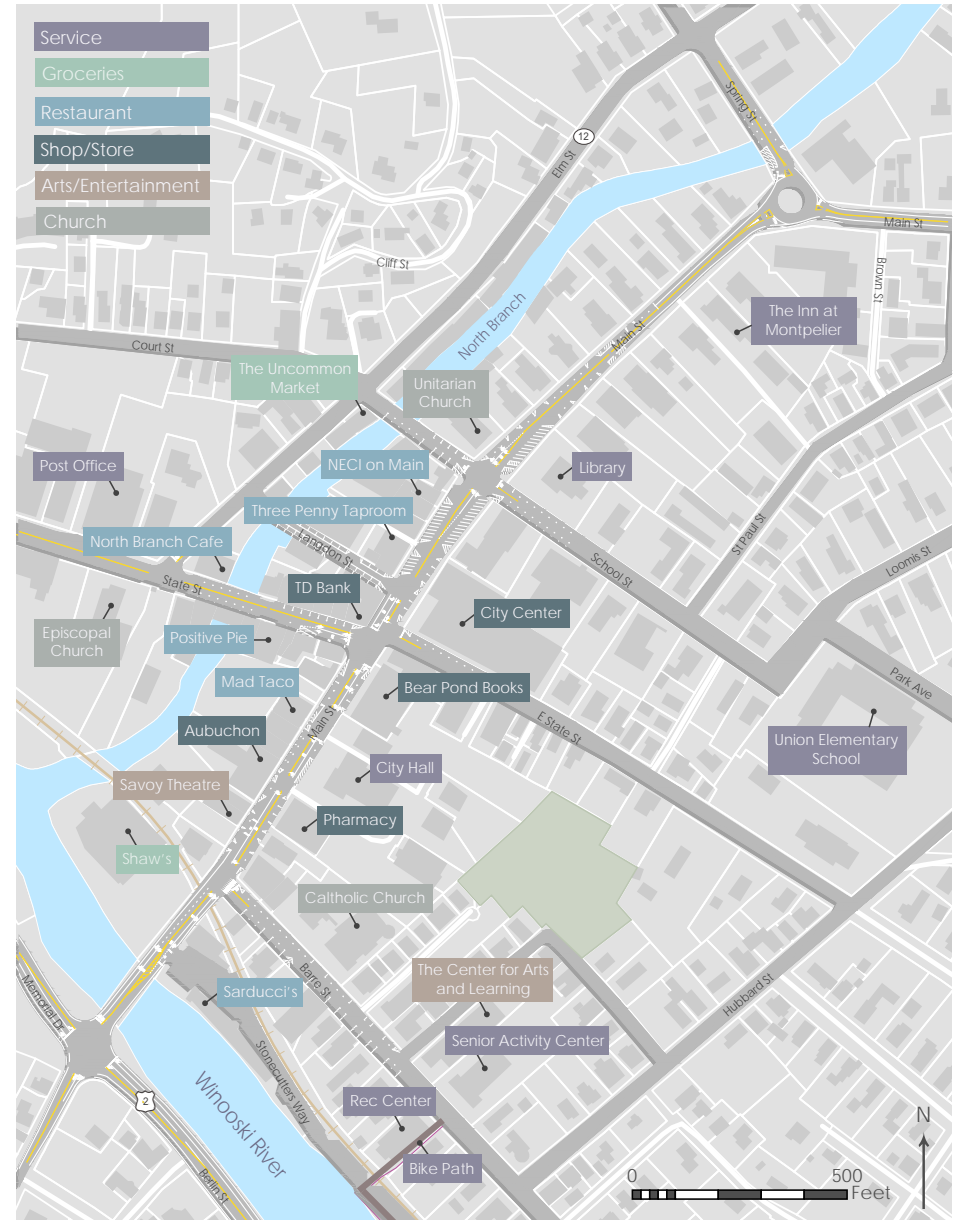 Service
Groceries
Restaurant
Shop/Store
Arts/Entertainment
Church
Spring St
12
Elm St
Main St
Cliff St
Brown St
North Branch
The Inn at
Montpelier
Main St
Court St
The Uncommon
Market
Unitarian
Church
Post Office
NECI on Main
Library
Three Penny Taproom
North Branch Cafe
Langdon St
St Paul St
School St
Loomis St
State St
TD Bank
City Center
Episcopal
Church
Positive Pie
Mad Taco
Bear Pond Books
Park Ave
Main St
E State St
Aubuchon
Union Elementary
School
City Hall
Savoy Theatre
Pharmacy
Shaw's
Caltholic Church
Barre St
The Center for Arts
and Learning
Hubbard St
Memorial Dr.
Sarducci's
Senior Activity Center
Stonecutters Way
2
Winooski River
Rec Center
N
Bike Path
Berlin St
0
500
Feet